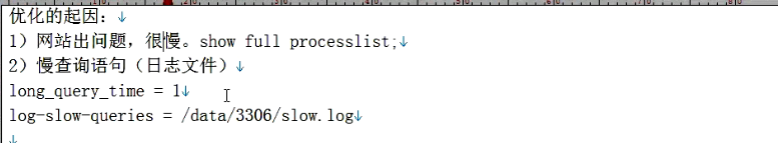 优化的起因：
1）网站出问题，很慢。show full processlist;
2）慢查询语句（日志文件）
long_query_time = 1
log-slow-queries = /data/3306/slow.log